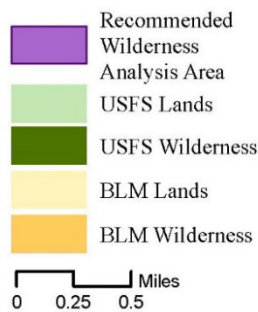 Recommended
Wilderness
Analysis Area
USFS Lands
USFS Wilderness
BLM Lands
BLM Wilderness
Miles
0 0.25 0.5